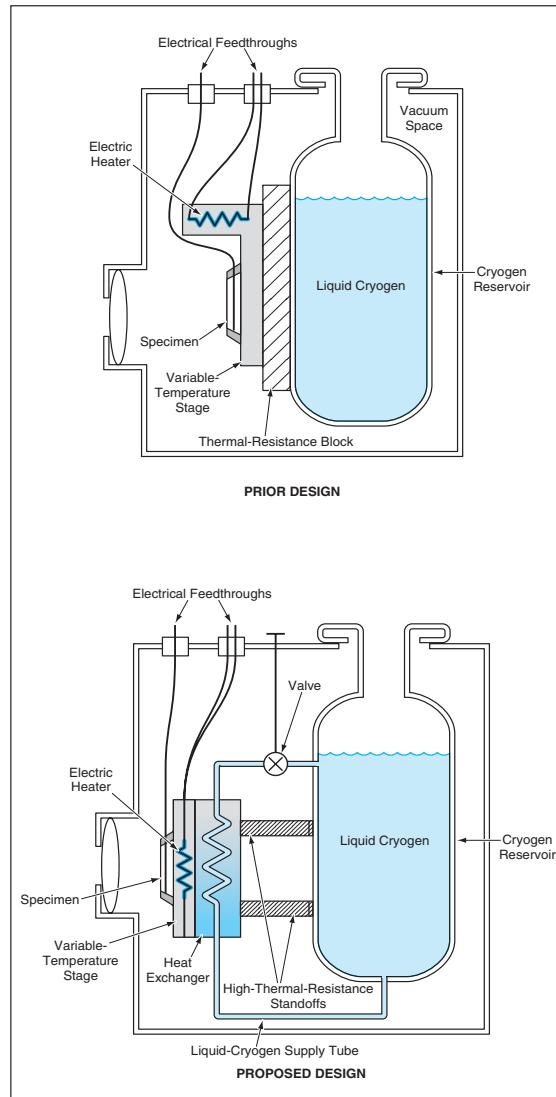 Electrical Feedthroughs
Vacuum
Space
Electric
Heater
Liquid Cryogen
Cryogen
Reservoir
Specimen
Variable-
Temperature
Stage
Thermal-Resistance Block
PRIOR DESIGN
Electrical Feedthroughs
Valve
Electric
Heater
Liquid Cryogen
Cryogen
Reservoir
Specimen
Variable-
Temperature
Stage
Heat
Exchanger
High-Thermal-Resistance
Standoffs
Liquid-Cryogen Supply Tube
PROPOSED DESIGN